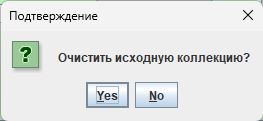 Подтверждение
Очистить исходную коллекцию?
Yes No